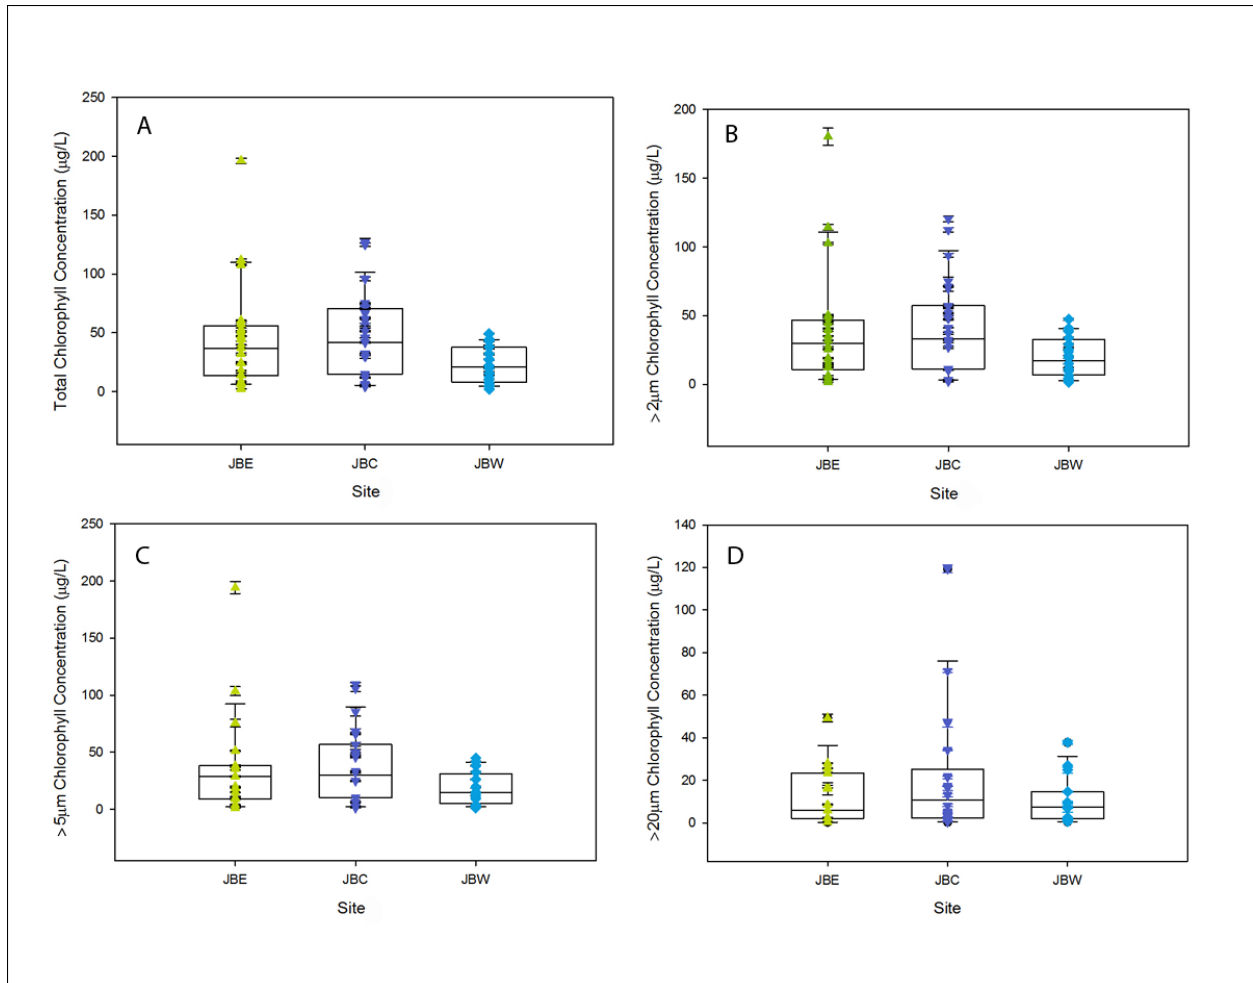 A
Total Chlorophyll Concentration (µg/L)
250
200
150
100
50
0
JBE JBC JBW
Site
B
>2µm Chlorophyll Concentration (µg/L)
200
150
100
50
0
JBE JBC JBW
Site
C
>5µm Chlorophyll Concentration (µg/L)
250
200
150
100
50
0
JBE JBC JBW
Site
D
>20µm Chlorophyll Concentration (µg/L)
140
120
100
80
60
40
20
0
JBE JBC JBW
Site